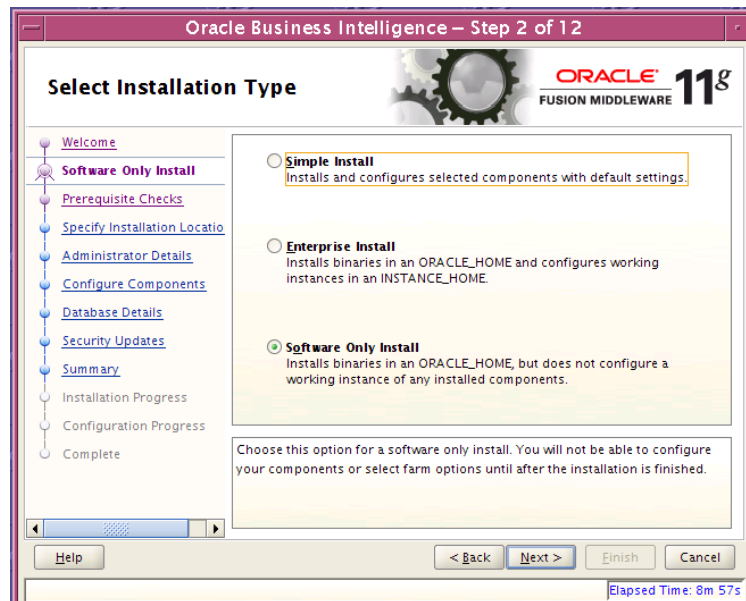 Oracle Business Intelligence – Step 2 of 12
Select Installation Type
ORACLE
FUSION MIDDLEWARE 11g
Welcome
Software Only Install
Prerequisite Checks
Specify Installation Locatio
Administrator Details
Configure Components
Database Details
Security Updates
Summary
Installation Progress
Configuration Progress
Complete
Simple Install
Installs and configures selected components with default settings.
Enterprise Install
Installs binaries in an ORACLE_HOME and configures working
instances in an INSTANCE_HOME.
Software Only Install
Installs binaries in an ORACLE_HOME, but does not configure a
working instance of any installed components.
Choose this option for a software only install. You will not be able to configure
your components or select farm options until after the installation is finished.
Help
< Back
Next >
Finish
Cancel
Elapsed Time: 8m 57s